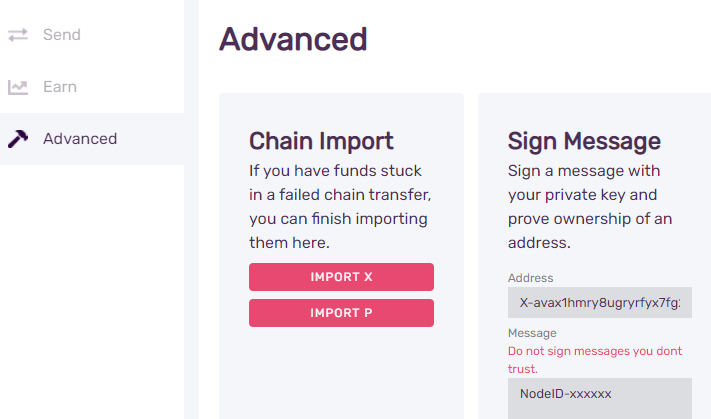 Send
Earn
Advanced
Advanced
Chain Import
If you have funds stuck
in a failed chain transfer,
you can finish importing
them here.
IMPORT X
IMPORT P
Sign Message
Sign a message with
your private key and
prove ownership of an
address.
Address
X-avax1hmry8ugryrfyx7fg
Message
Do not sign messages you dont
trust.
NodeID-xxxxxx